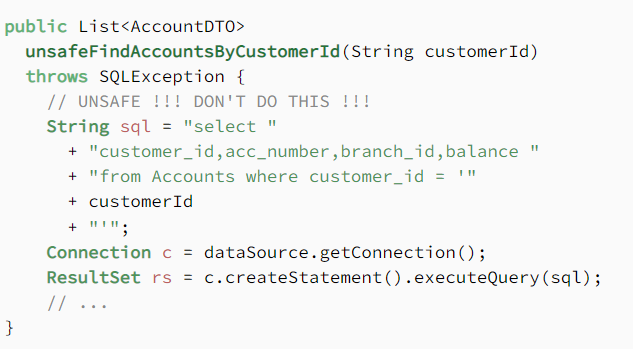 public List<AccountDTO>
  unsafeFindAccountsByCustomerId(String customerId)
  throws SQLException {
    // UNSAFE !!! DON'T DO THIS !!!
    String sql = "select "
      + "customer_id,acc_number,branch_id,balance "
      + "from Accounts where customer_id = '"
      + customerId
      + "'";
    Connection c = dataSource.getConnection();
    ResultSet rs = c.createStatement().executeQuery(sql);
    // ...
}